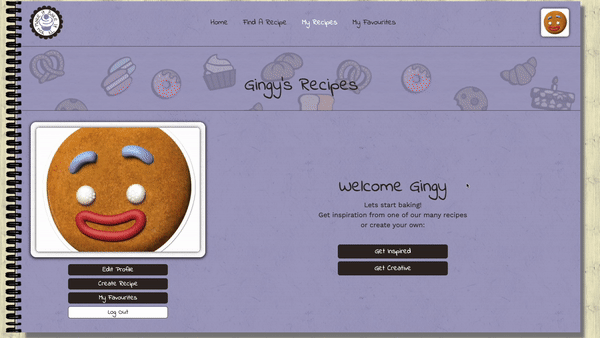 Home Find A Recipe My Recipes My Favourites
Gingy's Recipes
Welcome Gingy
Lets start baking!
Get inspiration from one of our many recipes
or create your own:
Get Inspired
Get Creative
Edit Profile
Create Recipe
My Favourites
Log Out